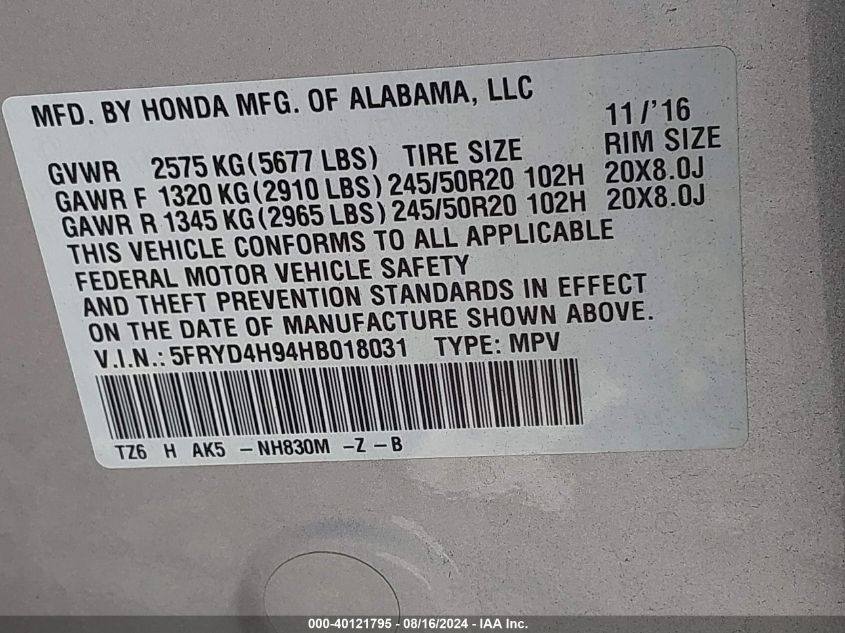 MFD. BY HONDA MFG. OF ALABAMA, LLC 11/'16
GVWR 2575 KG(5677 LBS) TIRE SIZE RIM SIZE
GAWR F 1320 KG(2910 LBS) 245/50R20 102H 20X8.0J
GAWR R 1345 KG(2965 LBS) 245/50R20 102H 20X8.0J
THIS VEHICLE CONFORMS TO ALL APPLICABLE
FEDERAL MOTOR VEHICLE SAFETY
AND THEFT PREVENTION STANDARDS IN EFFECT
ON THE DATE OF MANUFACTURE SHOWN ABOVE.
V.I.N.: 5FRYD4H94HB018031 TYPE: MPV
TZ6 H AK5 -NH830M -Z -B
000-40121795 - 08/16/2024 - IAA Inc.